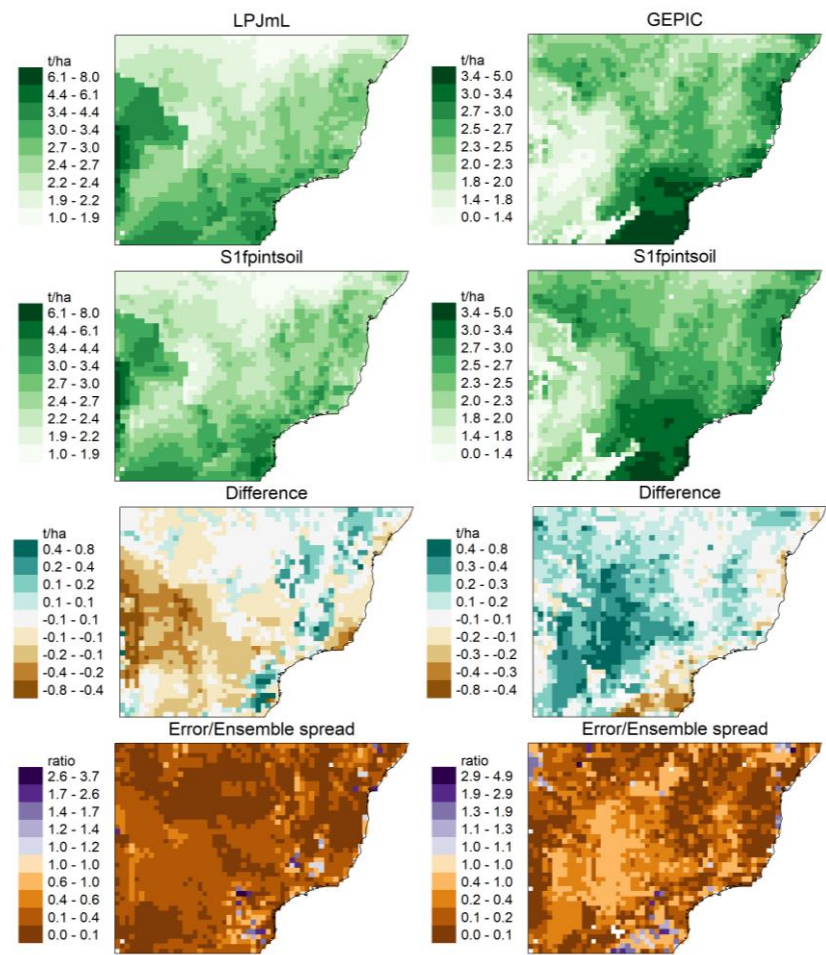 LPJmL
t/ha
6.1 - 8.0
4.4 - 6.1
3.4 - 4.4
3.0 - 3.4
2.7 - 3.0
2.4 - 2.7
2.2 - 2.4
1.9 - 2.2
1.0 - 1.9
GEPIC
t/ha
3.4 - 5.0
3.0 - 3.4
2.7 - 3.0
2.5 - 2.7
2.3 - 2.5
2.0 - 2.3
1.8 - 2.0
1.4 - 1.8
0.0 - 1.4
S1fpintsoil
t/ha
6.1 - 8.0
4.4 - 6.1
3.4 - 4.4
3.0 - 3.4
2.7 - 3.0
2.4 - 2.7
2.2 - 2.4
1.9 - 2.2
1.0 - 1.9
S1fpintsoil
t/ha
3.4 - 5.0
3.0 - 3.4
2.7 - 3.0
2.5 - 2.7
2.3 - 2.5
2.0 - 2.3
1.8 - 2.0
1.4 - 1.8
0.0 - 1.4
Difference
t/ha
0.4 - 0.8
0.2 - 0.4
0.1 - 0.2
0.1 - 0.1
-0.1 - 0.1
-0.1 - -0.1
-0.2 - -0.1
-0.4 - -0.2
-0.8 - -0.4
Difference
t/ha
0.4 - 0.8
0.3 - 0.4
0.2 - 0.3
0.1 - 0.2
-0.1 - 0.1
-0.2 - -0.1
-0.3 - -0.2
-0.4 - -0.3
-0.8 - -0.4
Error/Ensemble spread
ratio
2.6 - 3.7
1.7 - 2.6
1.4 - 1.7
1.2 - 1.4
1.0 - 1.2
1.0 - 1.0
0.6 - 1.0
0.4 - 0.6
0.1 - 0.4
0.0 - 0.1
Error/Ensemble spread
ratio
2.9 - 4.9
1.9 - 2.9
1.3 - 1.9
1.1 - 1.3
1.0 - 1.1
1.0 - 1.0
0.4 - 1.0
0.2 - 0.4
0.1 - 0.2
0.0 - 0.1